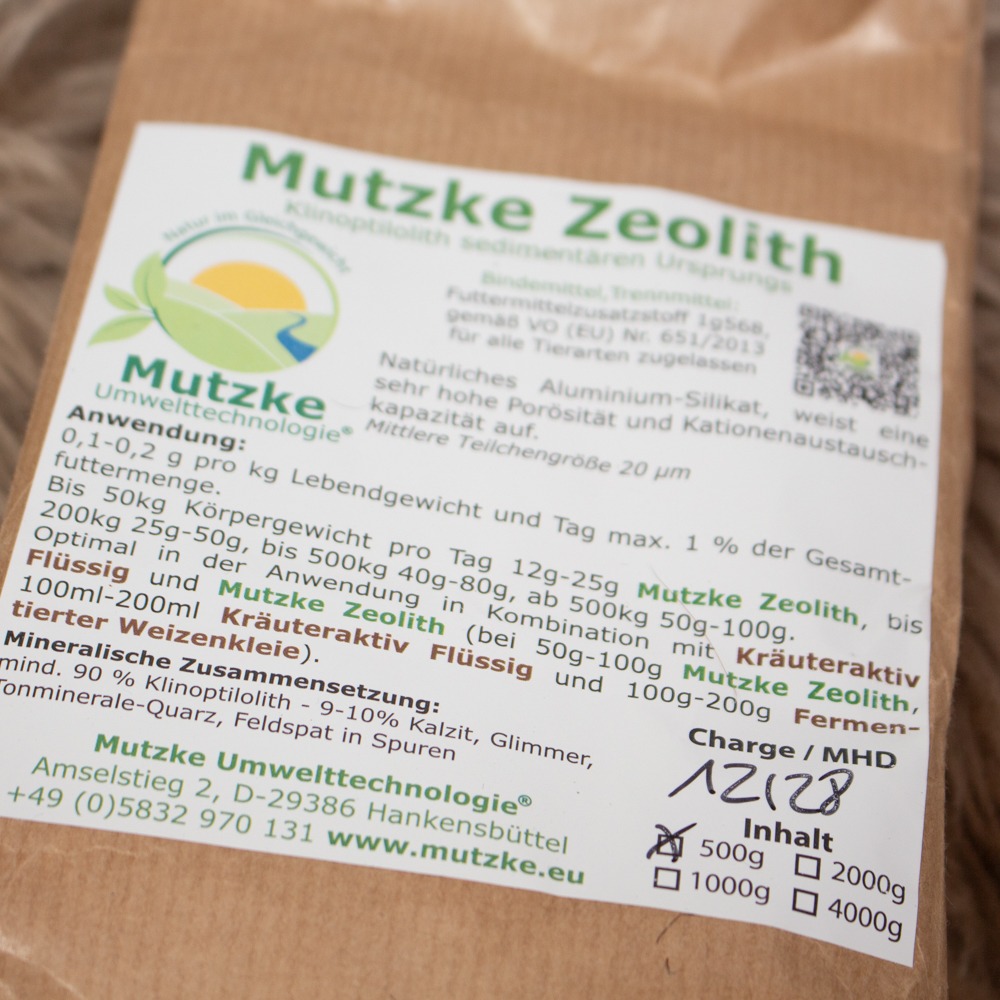 Mutzke Zeolith
Klinoptilolith sedimentären Ursprungs
Natur im Gleichgewicht
Bindemittel, Trennmittel:
Futtermittelzusatzstoff 1g568,
gemäß VO (EU) Nr. 651/2013
für alle Tierarten zugelassen
Mutzke
Umwelttechnologie®
Natürliches Aluminium-Silikat, weist eine
sehr hohe Porösität und Kationenaustausch-
kapazität auf.
Mittlere Teilchengröße 20 µm
Anwendung:
0,1-0,2 g pro kg Lebendgewicht und Tag max. 1 % der Gesamt-
futtermenge.
Bis 50kg Körpergewicht pro Tag 12g-25g Mutzke Zeolith, bis
200kg 25g-50g, bis 500kg 40g-80g, ab 500kg 50g-100g.
Optimal in der Anwendung in Kombination mit Kräuteraktiv
Flüssig und Mutzke Zeolith (bei 50g-100g Mutzke Zeolith,
100ml-200ml Kräuteraktiv Flüssig und 100g-200g Fermen-
tierter Weizenkleie).
Mineralische Zusammensetzung:
mind. 90 % Klinoptilolith - 9-10% Kalzit, Glimmer,
Tonminerale-Quarz, Feldspat in Spuren
Mutzke Umwelttechnologie®
Amselstieg 2, D-29386 Hankensbüttel
+49 (0)5832 970 131 www.mutzke.eu
Charge / MHD
12128
Inhalt
500g 2000g
1000g 4000g